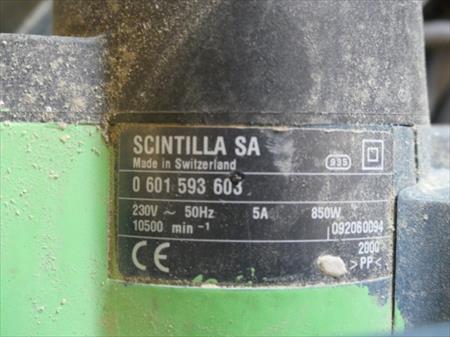 SCINTILLA SA
Made in Switzerland
935
0 601 593 603
230V ~ 50Hz 5A 850W
10500 min⁻¹ 092060094
CE 2000
>PP<